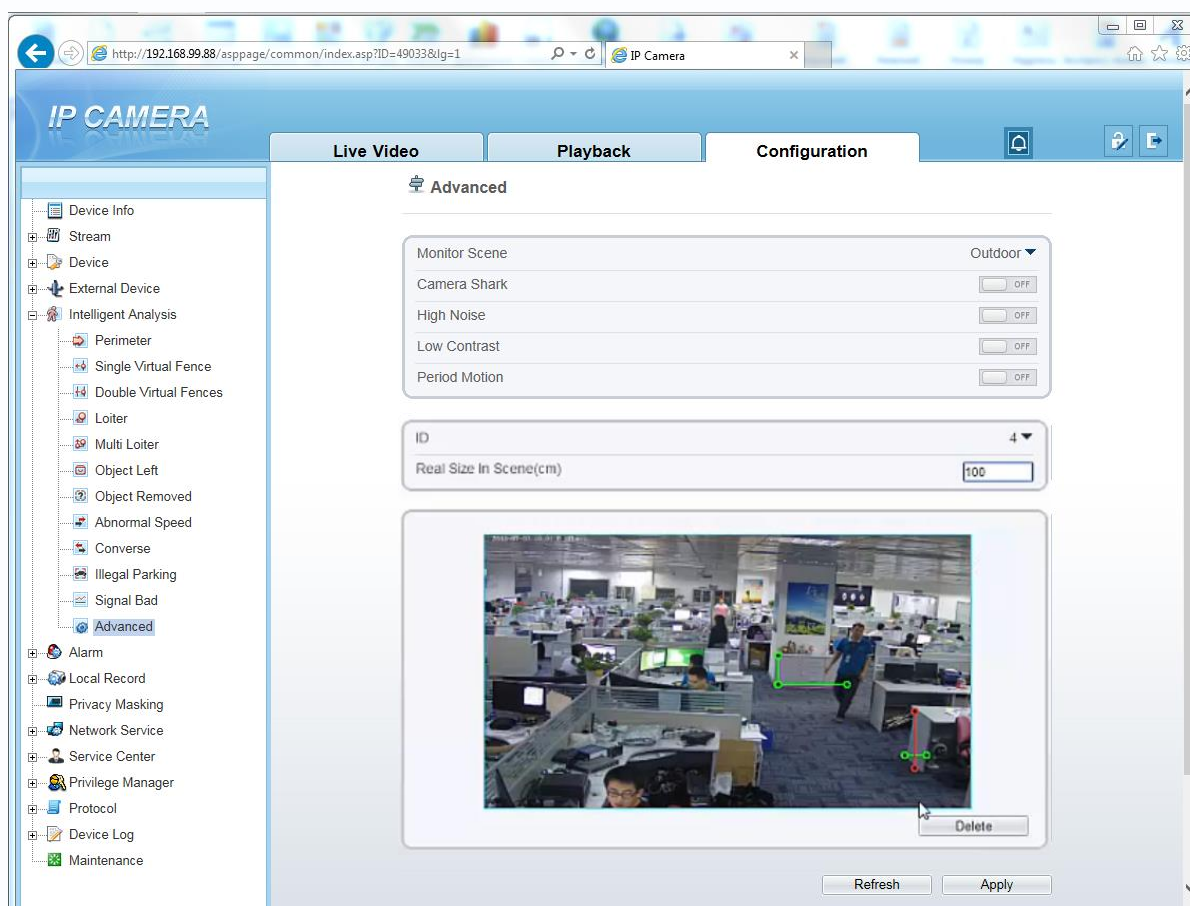 http://192.168.99.88/asppage/common/index.asp?ID=49033&lg=1
IP Camera
IP CAMERA
Live Video
Playback
Configuration
Device Info
Stream
Device
External Device
Intelligent Analysis
Perimeter
Single Virtual Fence
Double Virtual Fences
Loiter
Multi Loiter
Object Left
Object Removed
Abnormal Speed
Converse
Illegal Parking
Signal Bad
Advanced
Alarm
Local Record
Privacy Masking
Network Service
Service Center
Privilege Manager
Protocol
Device Log
Maintenance
Advanced
Monitor Scene Outdoor
Camera Shark OFF
High Noise OFF
Low Contrast OFF
Period Motion OFF
ID 4
Real Size In Scene(cm) 100
Delete
Refresh Apply